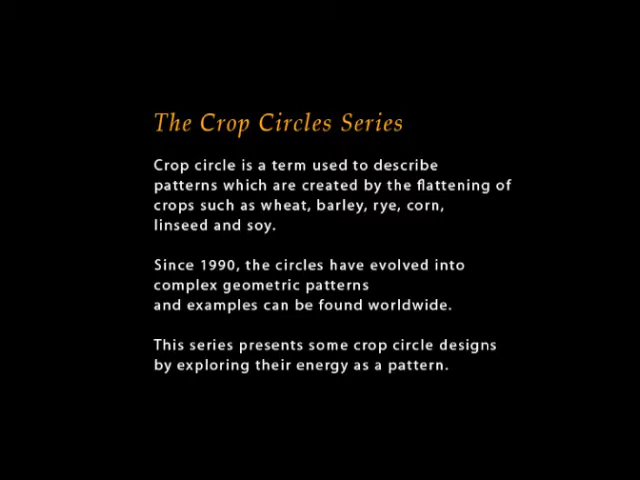 The Crop Circles Series
Crop circle is a term used to describe
patterns which are created by the flattening of
crops such as wheat, barley, rye, corn,
linseed and soy.
Since 1990, the circles have evolved into
complex geometric patterns
and examples can be found worldwide.
This series presents some crop circle designs
by exploring their energy as a pattern.